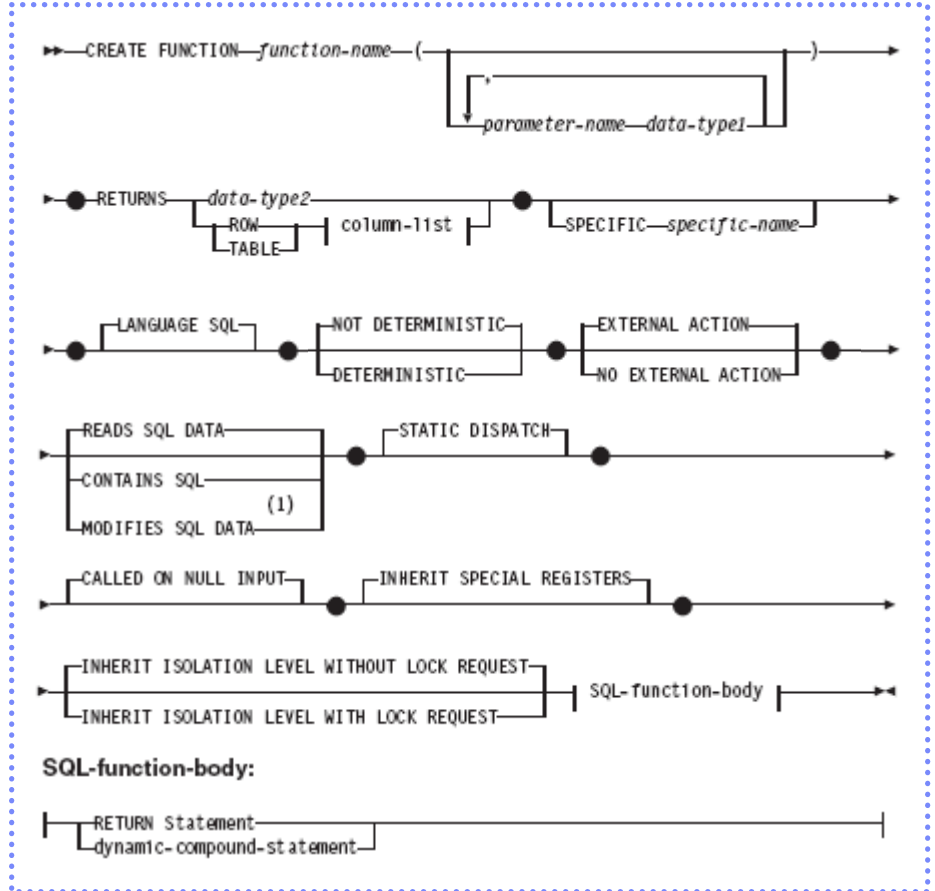 CREATE FUNCTION function-name ( )
,
parameter-name data-type1
RETURNS data-type2
ROW column-list
TABLE
SPECIFIC specific-name
LANGUAGE SQL
NOT DETERMINISTIC
DETERMINISTIC
EXTERNAL ACTION
NO EXTERNAL ACTION
READS SQL DATA
CONTAINS SQL
(1)
MODIFIES SQL DATA
STATIC DISPATCH
CALLED ON NULL INPUT
INHERIT SPECIAL REGISTERS
INHERIT ISOLATION LEVEL WITHOUT LOCK REQUEST
INHERIT ISOLATION LEVEL WITH LOCK REQUEST
SQL-function-body
SQL-function-body:
RETURN Statement
dynamic-compound-statement